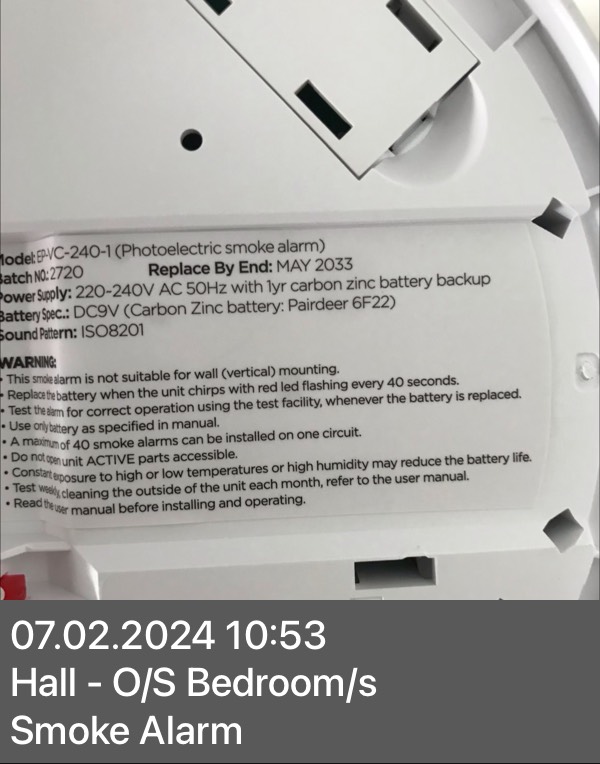 Model: EP-VC-240-1 (Photoelectric smoke alarm)
Batch NO: 2720 Replace By End: MAY 2033
Power Supply: 220-240V AC 50Hz with 1yr carbon zinc battery backup
Battery Spec.: DC9V (Carbon Zinc battery: Pairdeer 6F22)
Sound Pattern: ISO8201
WARNING:
• This smoke alarm is not suitable for wall (vertical) mounting.
• Replace the battery when the unit chirps with red led flashing every 40 seconds.
• Test the alarm for correct operation using the test facility, whenever the battery is replaced.
• Use only battery as specified in manual.
• A maximum of 40 smoke alarms can be installed on one circuit.
• Do not open unit ACTIVE parts accessible.
• Constant exposure to high or low temperatures or high humidity may reduce the battery life.
• Test weekly, cleaning the outside of the unit each month, refer to the user manual.
• Read the user manual before installing and operating.
07.02.2024 10:53
Hall - O/S Bedroom/s
Smoke Alarm